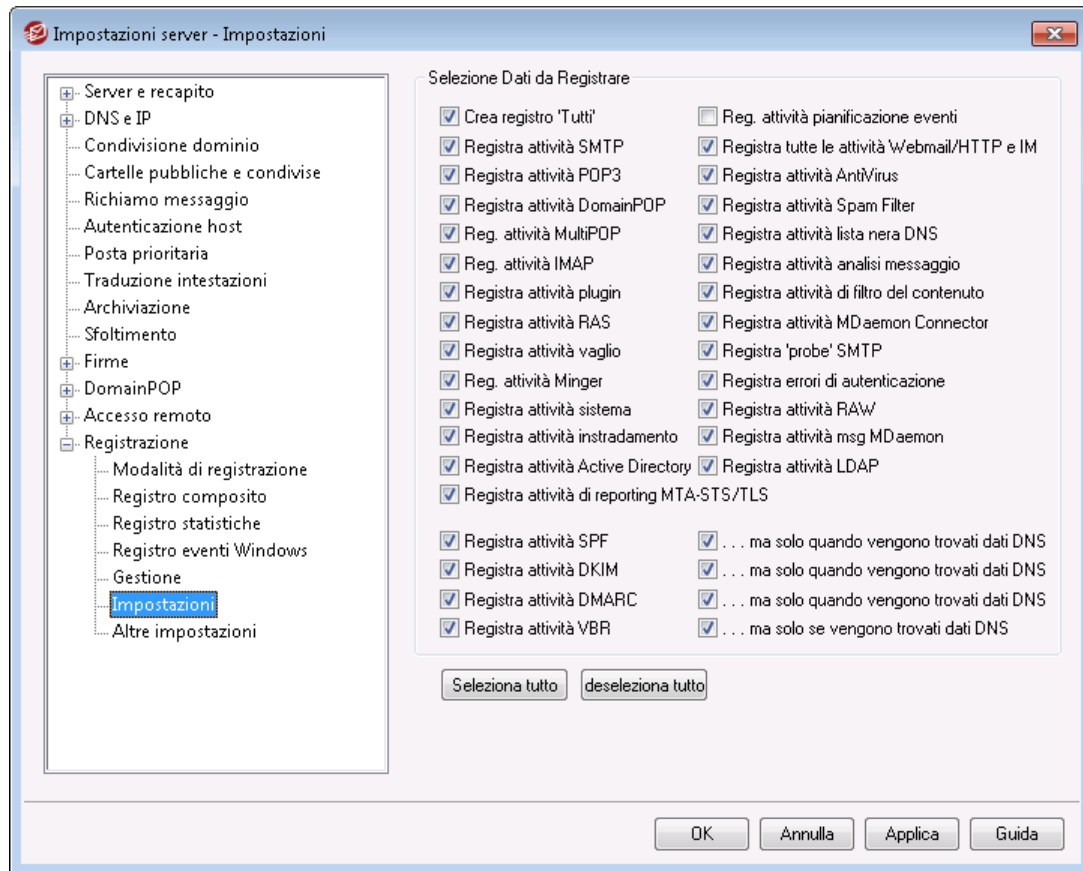 Impostazioni server - Impostazioni
Server e recapito
DNS e IP
Condivisione dominio
Cartelle pubbliche e condivise
Richiamo messaggio
Autenticazione host
Posta prioritaria
Traduzione intestazioni
Archiviazione
Sfoltimento
Firme
DomainPOP
Accesso remoto
Registrazione
Modalità di registrazione
Registro composito
Registro statistiche
Registro eventi Windows
Gestione
Impostazioni
Altre impostazioni
Selezione Dati da Registrare
Crea registro 'Tutti'
Registra attività SMTP
Registra attività POP3
Registra attività DomainPOP
Reg. attività MultiPOP
Reg. attività IMAP
Registra attività plugin
Registra attività RAS
Registra attività vaglio
Reg. attività Minger
Registra attività sistema
Registra attività instradamento
Registra attività Active Directory
Registra attività di reporting MTA-STS/TLS
Reg. attività pianificazione eventi
Registra tutte le attività Webmail/HTTP e IM
Registra attività AntiVirus
Registra attività Spam Filter
Registra attività lista nera DNS
Registra attività analisi messaggio
Registra attività di filtro del contenuto
Registra attività MDaemon Connector
Registra 'probe' SMTP
Registra errori di autenticazione
Registra attività RAW
Registra attività msg MDaemon
Registra attività LDAP
Registra attività SPF
Registra attività DKIM
Registra attività DMARC
Registra attività VBR
. . . ma solo quando vengono trovati dati DNS
. . . ma solo quando vengono trovati dati DNS
. . . ma solo quando vengono trovati dati DNS
. . . ma solo se vengono trovati dati DNS
Seleziona tutto
deseleziona tutto
OK
Annulla
Applica
Guida